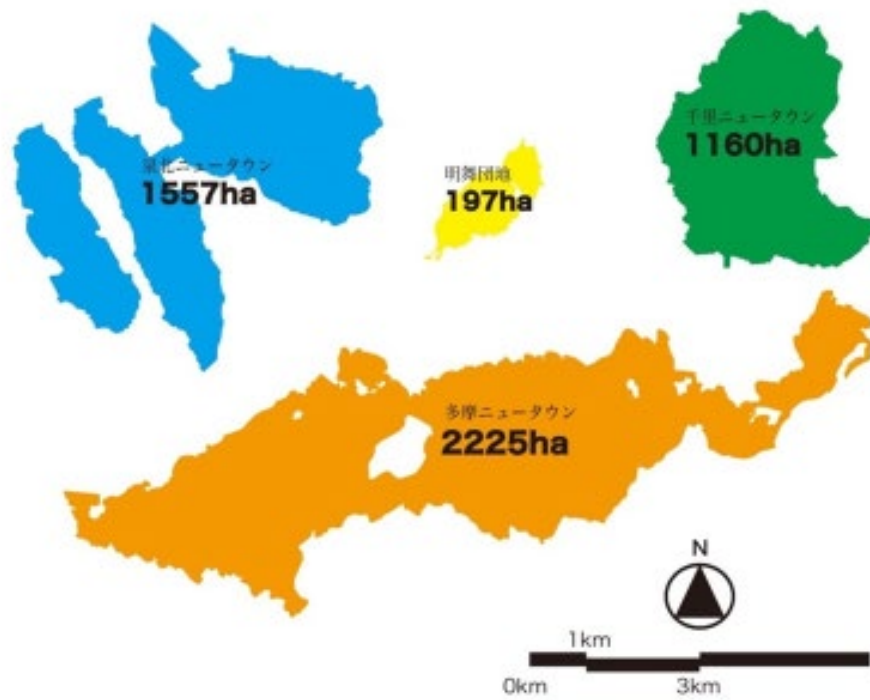 泉北ニュータウン
1557ha
明舞団地
197ha
千里ニュータウン
1160ha
多摩ニュータウン
2225ha
N
1km
0km
3km